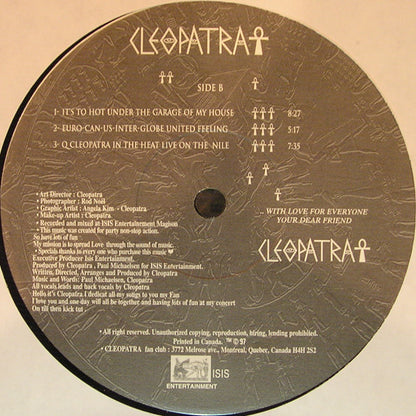 CLEOPATRA
SIDE B
1- IT'S TO HOT UNDER THE GARAGE OF MY HOUSE 8:27
2- EURO-CAN-US-INTER-GLOBE UNITED FEELING 5:17
3- Q CLEOPATRA IN THE HEAT LIVE ON THE NILE 7:35
• Art Director : Cleopatra
• Photographer : Rod Noël
• Graphic Artist : Angela Kim - Cleopatra
• Make-up Artist : Cleopatra
• Recorded and mixed at ISIS Entertainement Magison
• This music was created for party non-stop action.
So have lots of fun
My mission is to spread Love through the sound of music.
• Specials thanks to every one who purchase this music ♥
Executive Producer Isis Entertainement.
Produced by Cleopatra , Paul Michaelsen for ISIS Entertainement.
Written, Directed, Arranges and Produced by Cleopatra
Music and Words: Paul Michaelsen, Cleopatra.
All vocals,leads and back vocals by Cleopatra
Hello it's Cleopatra I dedicat all my songs to you my Fan
I love you and one day will all be together and having lots of fun at my concert
On till then kick tut
.. WITH LOVE FOR EVERYONE
YOUR DEAR FRIEND
CLEOPATRA
• All right reserved. Unauthorized copying, reproduction, hiring, lending prohibited.
Printed in Canada. ™ © 97
• CLEOPATRA fan club : 3772 Melrose ave., Montreal, Quebec, Canada H4H 2S2
ISIS
ENTERTAINMENT